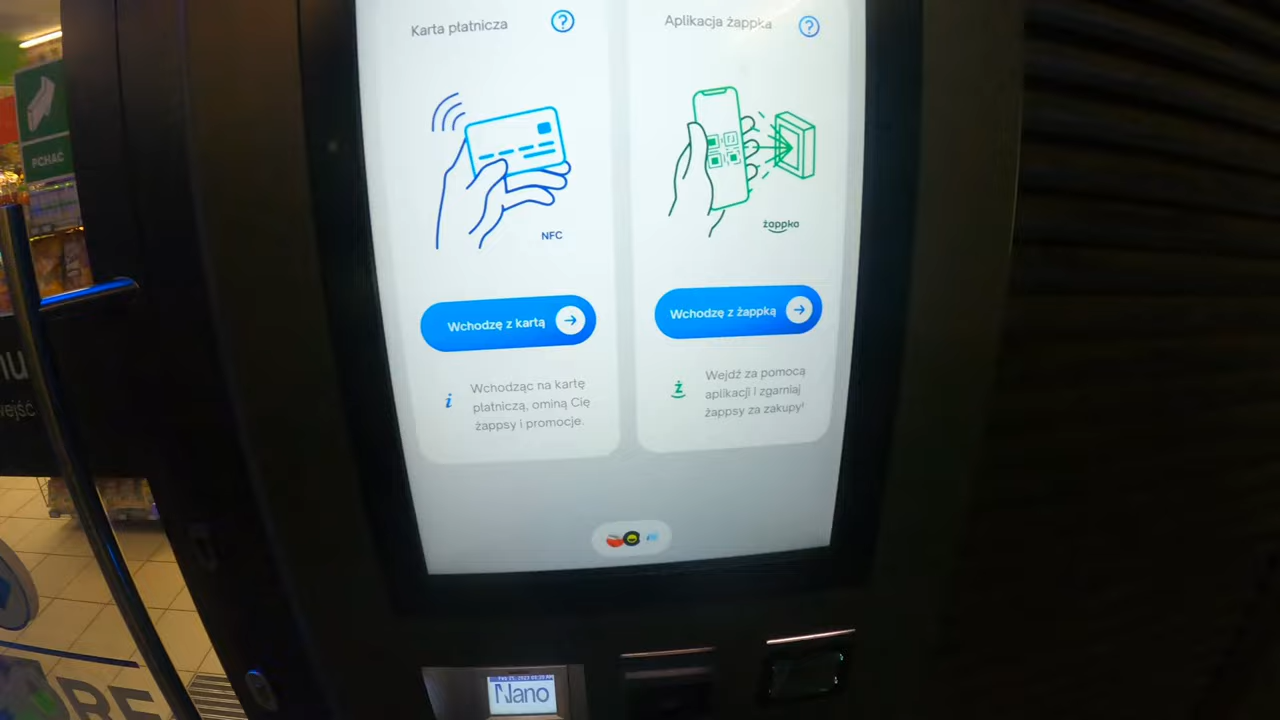 Karta płatnicza
?
Aplikacja żappka
?
NFC
żappka
Wchodzę z kartą
Wchodzę z żappką
i
Wchodząc na kartę
płatniczą, ominą Cię
żappsy i promocje.
ż
Wejdź za pomocą
aplikacji i zgarniaj
żappsy za zakupy¹
PCHAĆ
Nano